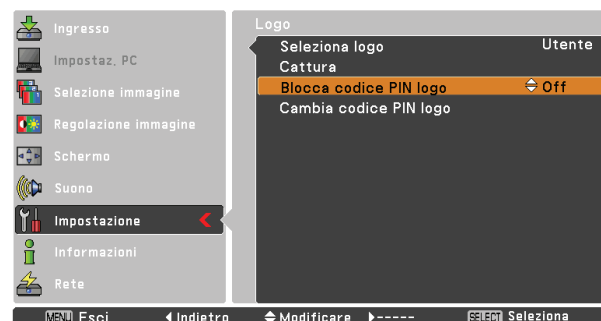 Ingresso
Impostaz. PC
Selezione immagine
Regolazione immagine
Schermo
Suono
Impostazione
Informazioni
Rete
Logo
Seleziona logo Utente
Cattura
Blocca codice PIN logo Off
Cambia codice PIN logo
MENU Esci Indietro Modificare ----- SELECT Seleziona